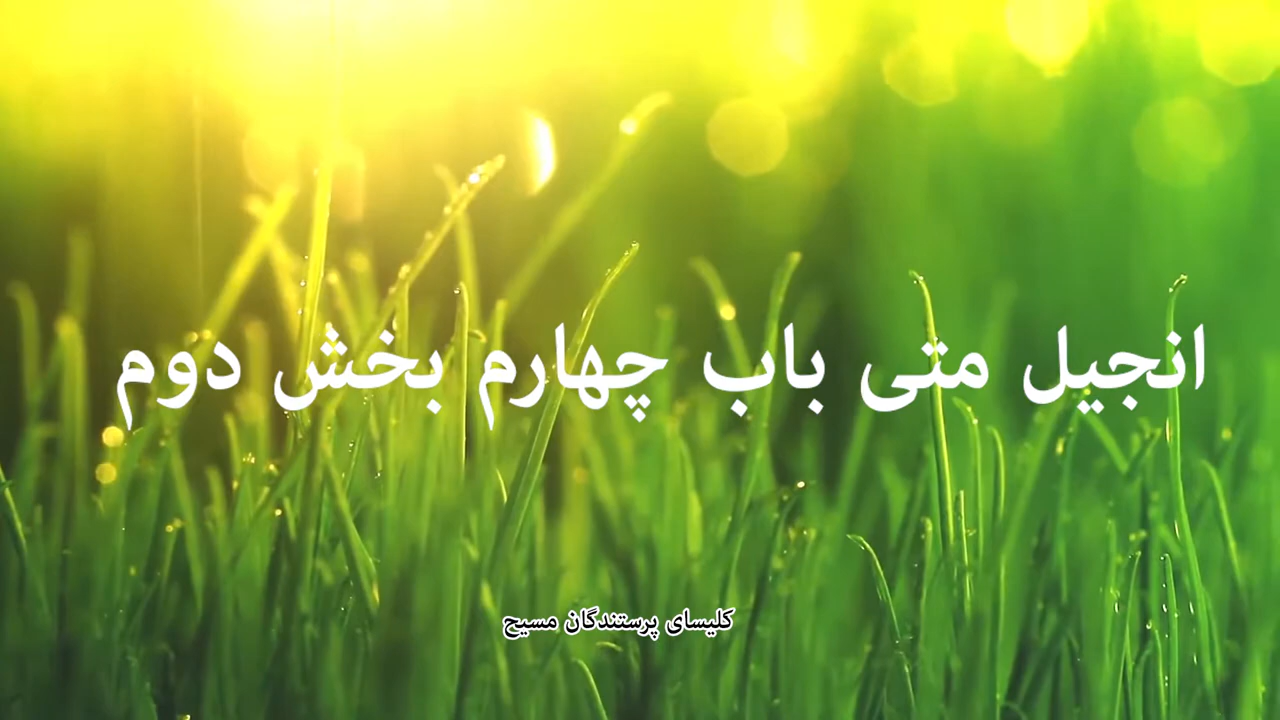 انجیل متی باب چهارم بخش دوم
کلیسای پرستندگان مسیح